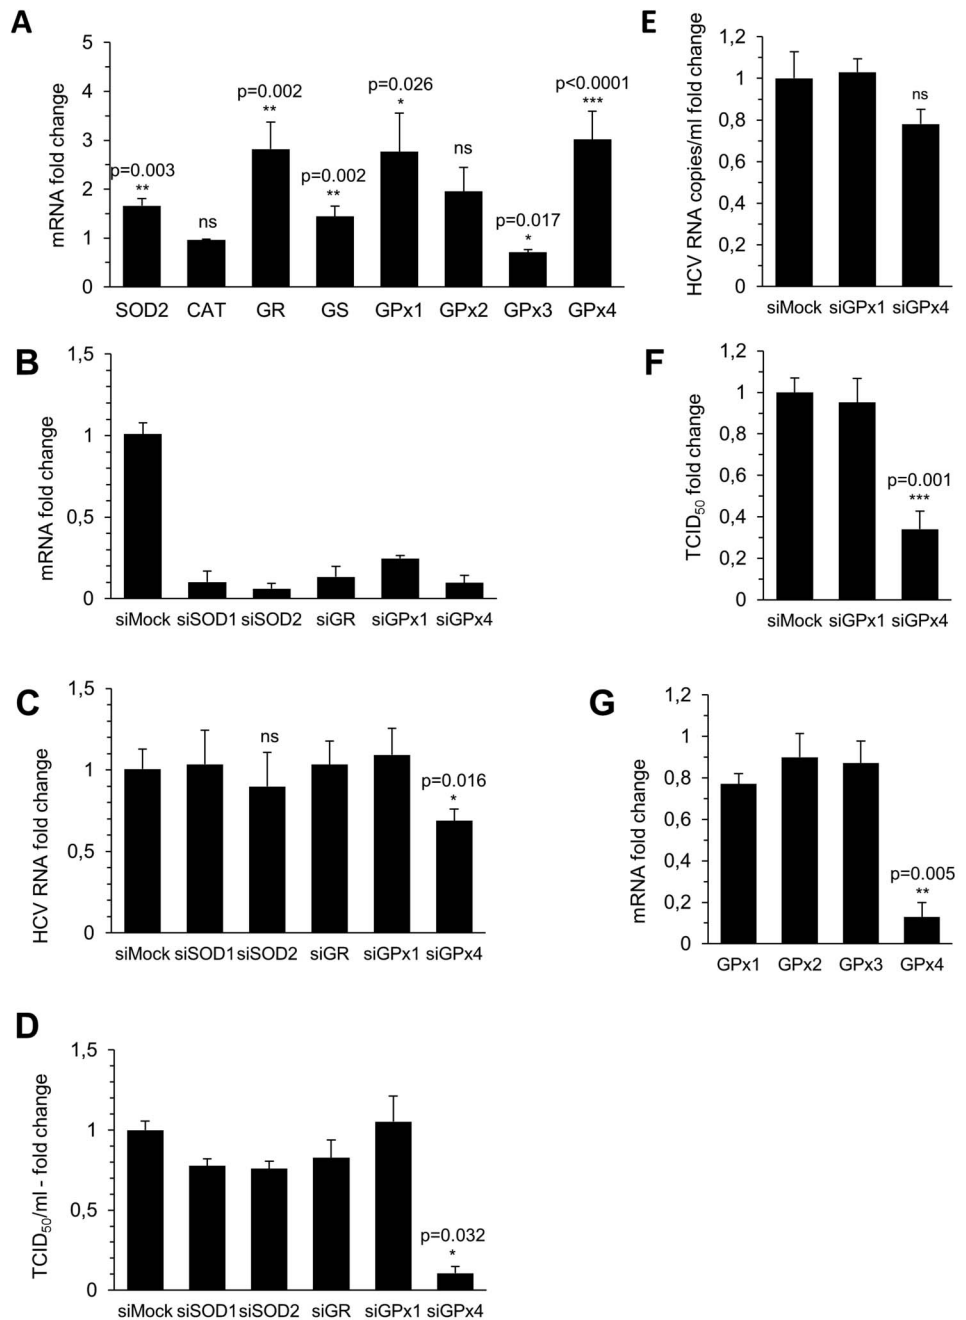 A
mRNA fold change
5
4
3
2
1
0
p=0.003
**
ns
p=0.002
**
p=0.002
**
p=0.026
*
ns
p=0.017
*
p<0.0001
***
SOD2 CAT GR GS GPx1 GPx2 GPx3 GPx4
B
mRNA fold change
1,5
1
0,5
0
siMock siSOD1 siSOD2 siGR siGPx1 siGPx4
C
HCV RNA fold change
1,5
1
0,5
0
ns
p=0.016
*
siMock siSOD1 siSOD2 siGR siGPx1 siGPx4
D
TCID50/ml - fold change
1,5
1
0,5
0
p=0.032
*
siMock siSOD1 siSOD2 siGR siGPx1 siGPx4
E
HCV RNA copies/ml fold change
1,2
1
0,8
0,6
0,4
0,2
0
ns
siMock siGPx1 siGPx4
F
TCID50 fold change
1,2
1
0,8
0,6
0,4
0,2
0
p=0.001
***
siMock siGPx1 siGPx4
G
mRNA fold change
1,2
1
0,8
0,6
0,4
0,2
0
p=0.005
**
GPx1 GPx2 GPx3 GPx4